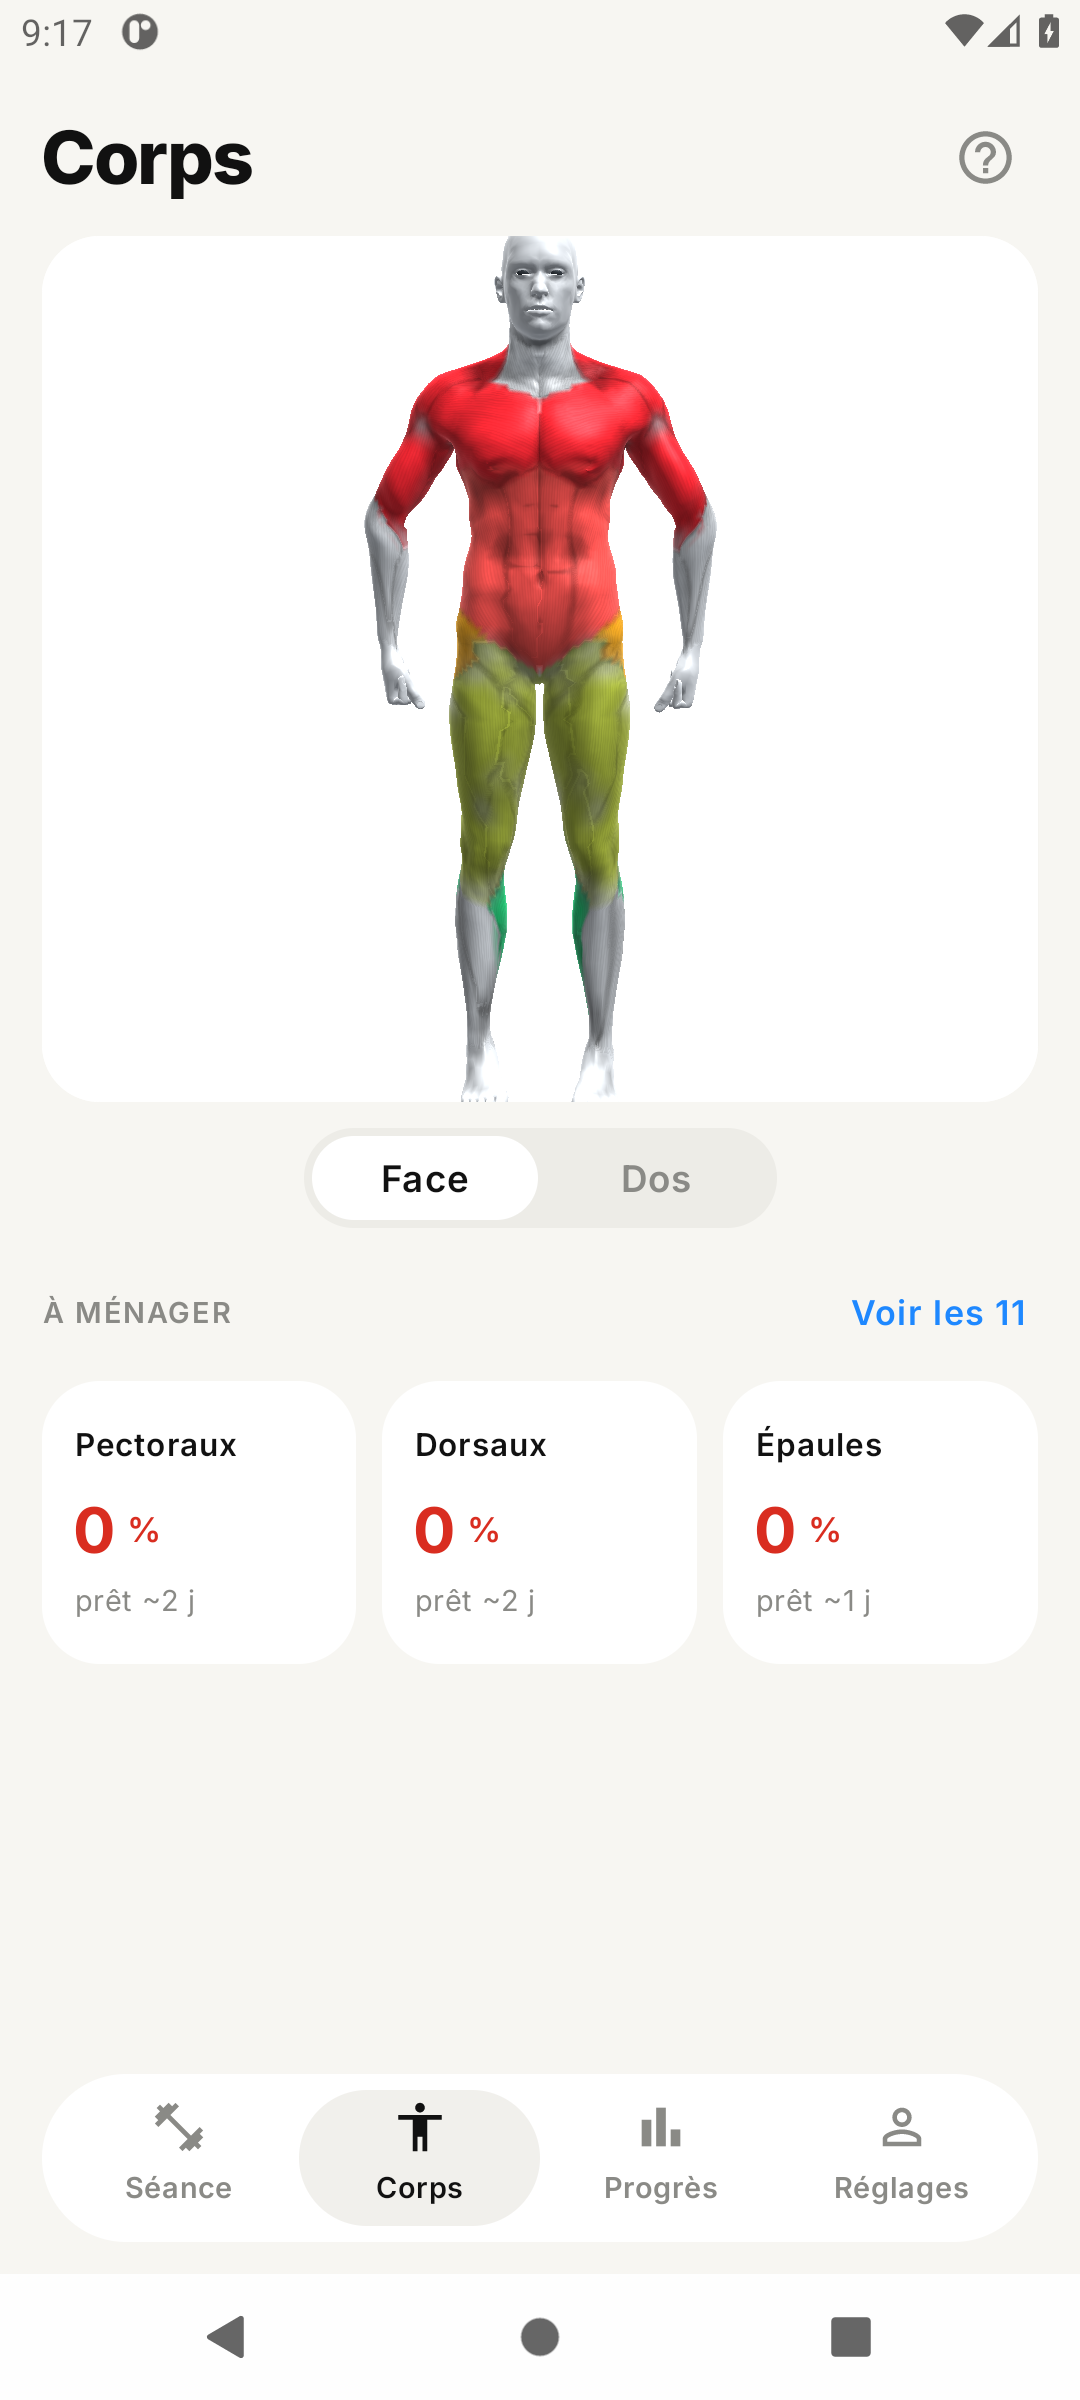 9:17
Corps
Face
Dos
À MÉNAGER
Voir les 11
Pectoraux
0 %
prêt ~2 j
Dorsaux
0 %
prêt ~2 j
Épaules
0 %
prêt ~1 j
Séance
Corps
Progrès
Réglages